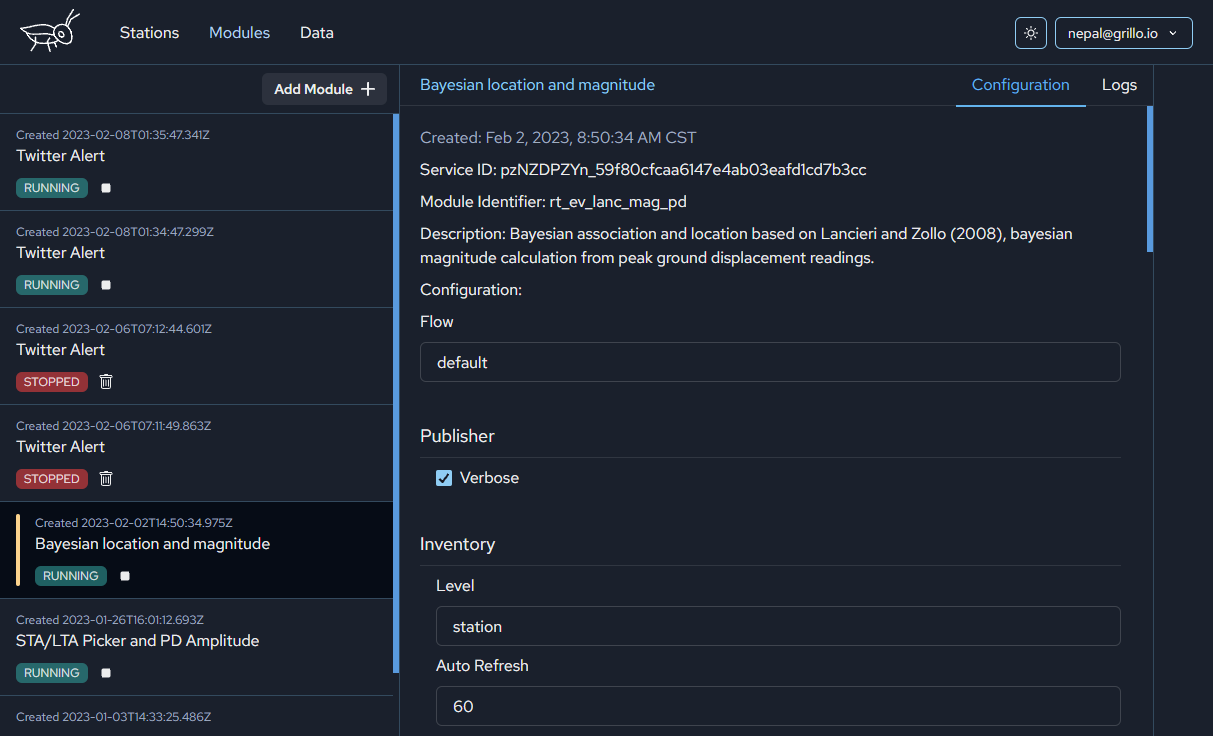 Stations
Modules
Data
nepal@grillo.io
Add Module
Created 2023-02-08T01:35:47.341Z
Twitter Alert
RUNNING
Created 2023-02-08T01:34:47.299Z
Twitter Alert
RUNNING
Created 2023-02-06T07:12:44.601Z
Twitter Alert
STOPPED
Created 2023-02-06T07:11:49.863Z
Twitter Alert
STOPPED
Created 2023-02-02T14:50:34.975Z
Bayesian location and magnitude
RUNNING
Created 2023-01-26T16:01:12.693Z
STA/LTA Picker and PD Amplitude
RUNNING
Created 2023-01-03T14:33:25.486Z
Bayesian location and magnitude
Configuration
Logs
Created: Feb 2, 2023, 8:50:34 AM CST
Service ID: pzNZDPZYn_59f80cfcaa6147e4ab03eafd1cd7b3cc
Module Identifier: rt_ev_lanc_mag_pd
Description: Bayesian association and location based on Lancieri and Zollo (2008), bayesian
magnitude calculation from peak ground displacement readings.
Configuration:
Flow
default
Publisher
Verbose
Inventory
Level
station
Auto Refresh
60